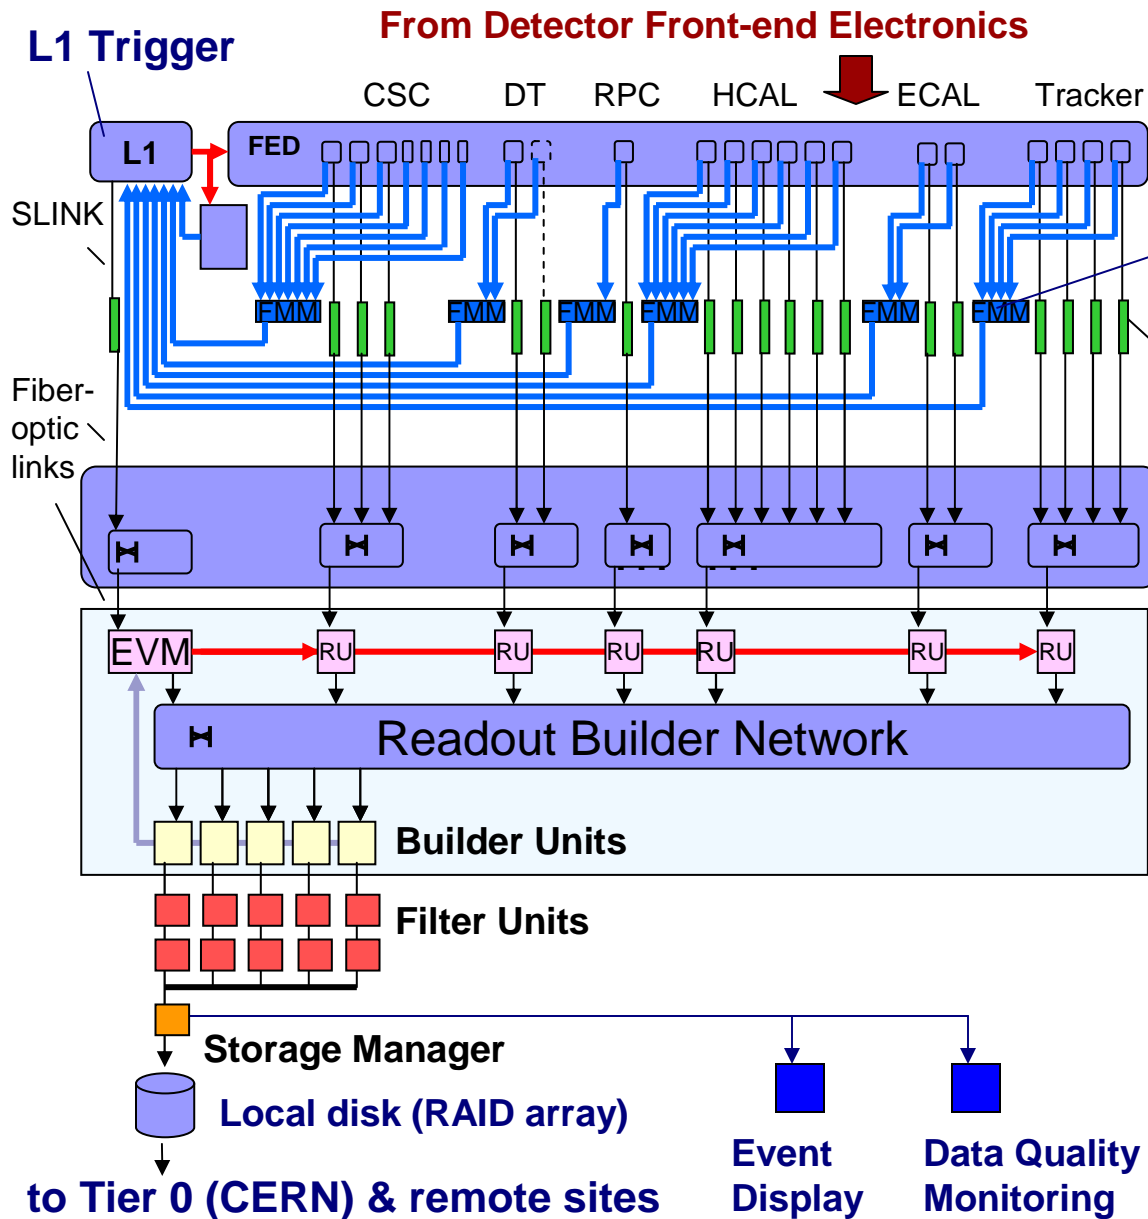 From Detector Front-end Electronics
L1 Trigger
CSC DT RPC HCAL ECAL Tracker
L1 FED
SLINK
FMM FMM FMM FMM FMM FMM
Fiber-
optic
links
EVM RU RU RU RU RU RU
Readout Builder Network
Builder Units
Filter Units
Storage Manager
Local disk (RAID array)
Event
Display
Data Quality
Monitoring
to Tier 0 (CERN) & remote sites